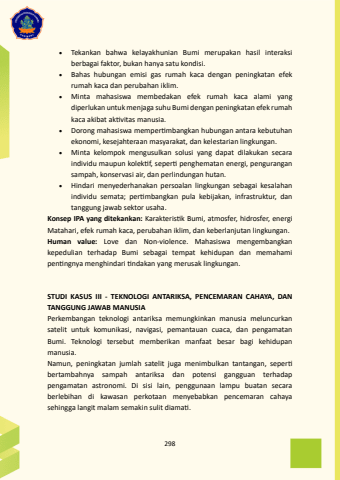 • Tekankan bahwa kelayakhunian Bumi merupakan hasil interaksi
berbagai faktor, bukan hanya satu kondisi.
• Bahas hubungan emisi gas rumah kaca dengan peningkatan efek
rumah kaca dan perubahan iklim.
• Minta mahasiswa membedakan efek rumah kaca alami yang
diperlukan untuk menjaga suhu Bumi dengan peningkatan efek rumah
kaca akibat aktivitas manusia.
• Dorong mahasiswa mempertimbangkan hubungan antara kebutuhan
ekonomi, kesejahteraan masyarakat, dan kelestarian lingkungan.
• Minta kelompok mengusulkan solusi yang dapat dilakukan secara
individu maupun kolektif, seperti penghematan energi, pengurangan
sampah, konservasi air, dan perlindungan hutan.
• Hindari menyederhanakan persoalan lingkungan sebagai kesalahan
individu semata; pertimbangkan pula kebijakan, infrastruktur, dan
tanggung jawab sektor usaha.
Konsep IPA yang ditekankan: Karakteristik Bumi, atmosfer, hidrosfer, energi
Matahari, efek rumah kaca, perubahan iklim, dan keberlanjutan lingkungan.
Human value: Love dan Non-violence. Mahasiswa mengembangkan
kepedulian terhadap Bumi sebagai tempat kehidupan dan memahami
pentingnya menghindari tindakan yang merusak lingkungan.
STUDI KASUS III - TEKNOLOGI ANTARIKSA, PENCEMARAN CAHAYA, DAN
TANGGUNG JAWAB MANUSIA
Perkembangan teknologi antariksa memungkinkan manusia meluncurkan
satelit untuk komunikasi, navigasi, pemantauan cuaca, dan pengamatan
Bumi. Teknologi tersebut memberikan manfaat besar bagi kehidupan
manusia.
Namun, peningkatan jumlah satelit juga menimbulkan tantangan, seperti
bertambahnya sampah antariksa dan potensi gangguan terhadap
pengamatan astronomi. Di sisi lain, penggunaan lampu buatan secara
berlebihan di kawasan perkotaan menyebabkan pencemaran cahaya
sehingga langit malam semakin sulit diamati.
298